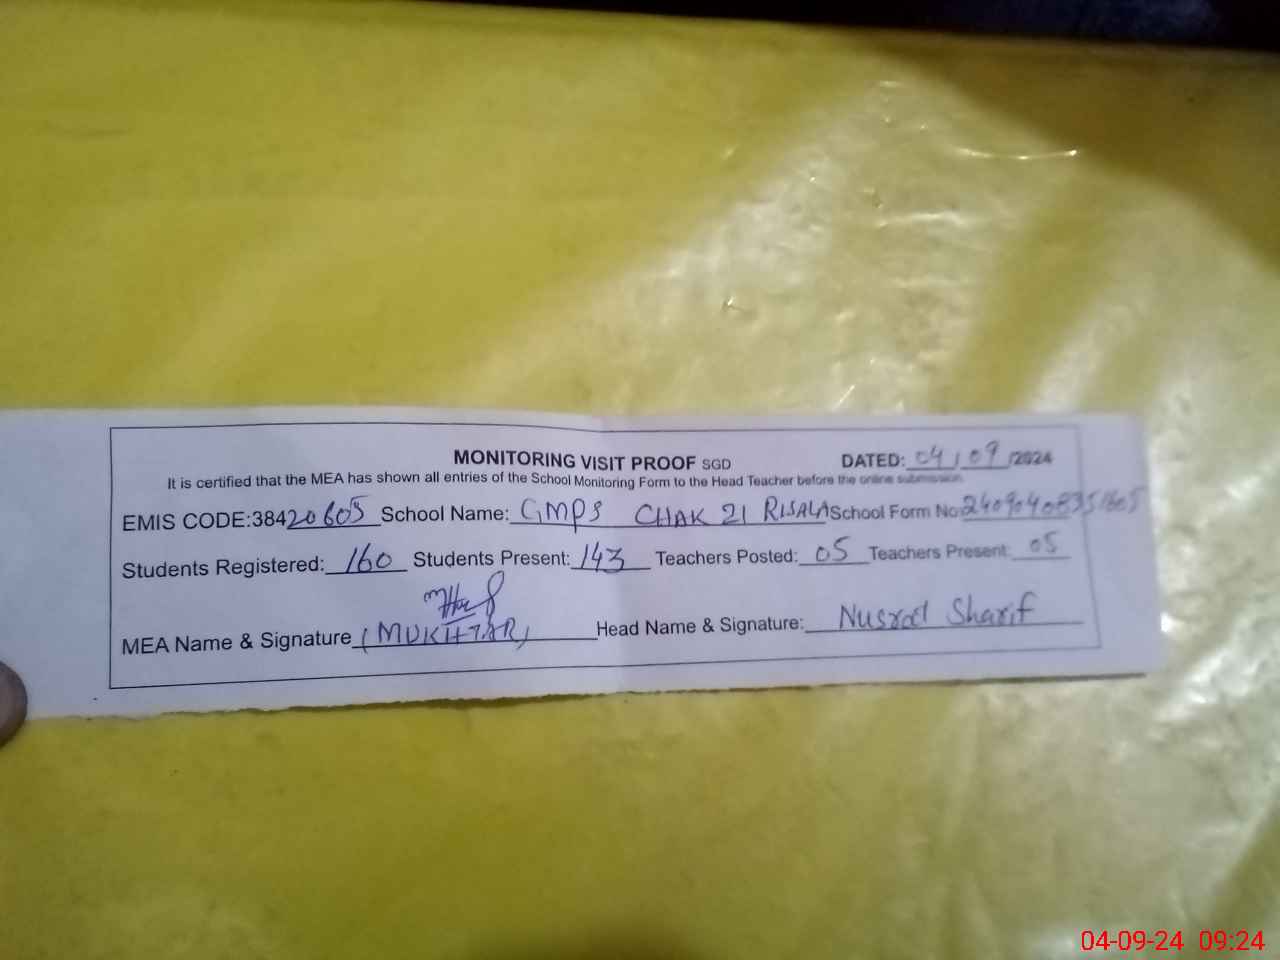 MONITORING VISIT PROOF SGD DATED: 04/09/2024
It is certified that the MEA has shown all entries of the School Monitoring Form to the Head Teacher before the online submission.
EMIS CODE:38420605 School Name: GMPS CHAK 21 RISALA School Form No:
Students Registered: 160 Students Present: 143 Teachers Posted: 05 Teachers Present: 05
MEA Name & Signature (MUKHTAR) Head Name & Signature: Nusrat Sharif
04-09-24 09:24